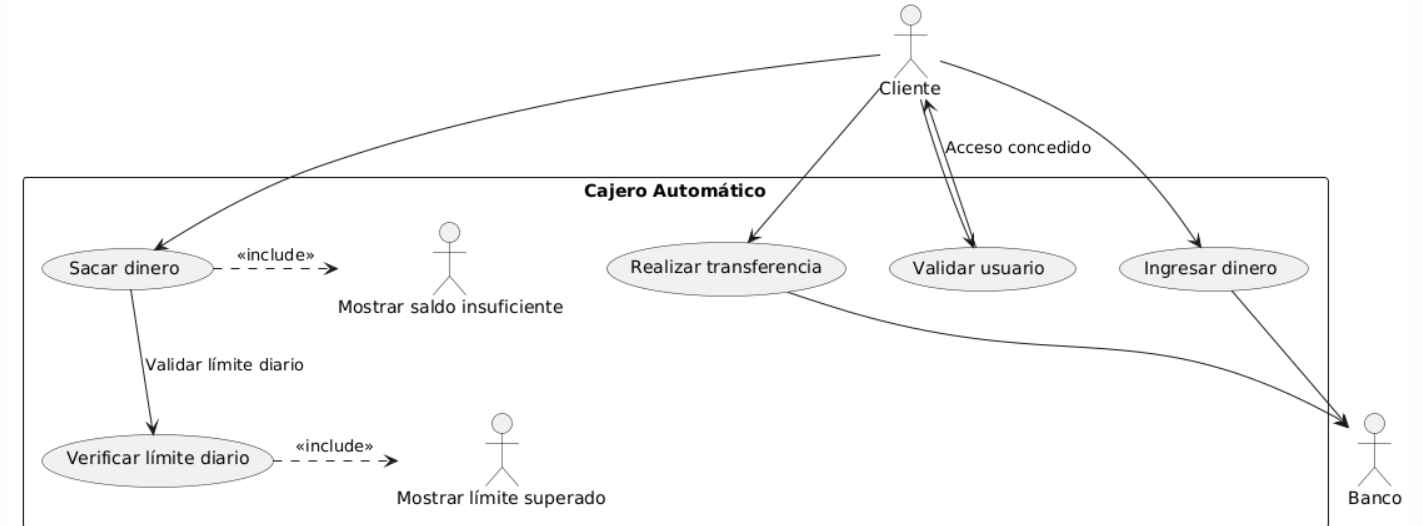 Cliente
Acceso concedido
Cajero Automático
«include»
Sacar dinero
Realizar transferencia
Validar usuario
Ingresar dinero
Mostrar saldo insuficiente
Validar límite diario
«include»
Verificar límite diario
Mostrar límite superado
Banco